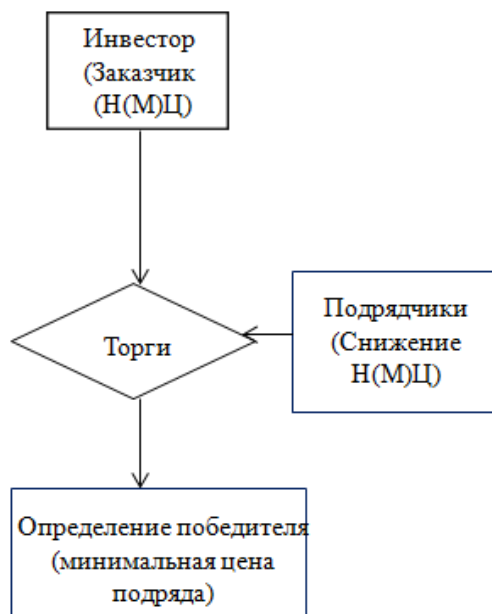 Инвестор
(Заказчик
(Н(М)Ц)
Торги
Подрядчики
(Снижение
Н(М)Ц)
Определение победителя
(минимальная цена
подряда)